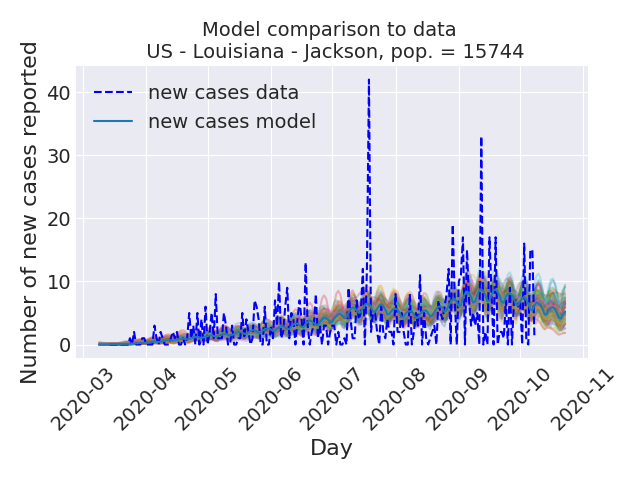 Model comparison to data
US - Louisiana - Jackson, pop. = 15744
Number of new cases reported
40
30
20
10
0
new cases data
new cases model
2020-03
2020-04
2020-05
2020-06
2020-07
2020-08
2020-09
2020-10
2020-11
Day